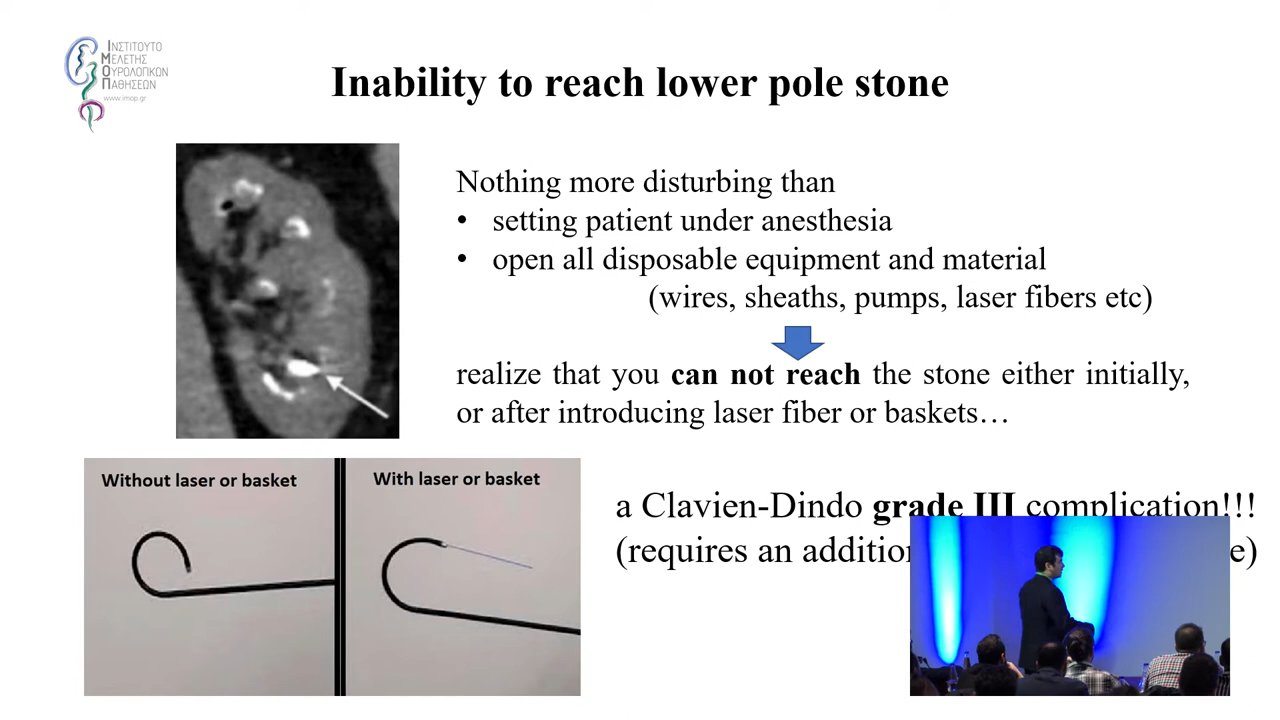 ΙΝΣΤΙΤΟΥΤΟ
ΜΕΛΕΤΗΣ
ΟΥΡΟΛΟΓΙΚΩΝ
ΠΑΘΗΣΕΩΝ
www.imop.gr
Inability to reach lower pole stone
Nothing more disturbing than
• setting patient under anesthesia
• open all disposable equipment and material
(wires, sheaths, pumps, laser fibers etc)
realize that you can not reach the stone either initially,
or after introducing laser fiber or baskets…
Without laser or basket
With laser or basket
a Clavien-Dindo grade III complication!!!
(requires an addition e)